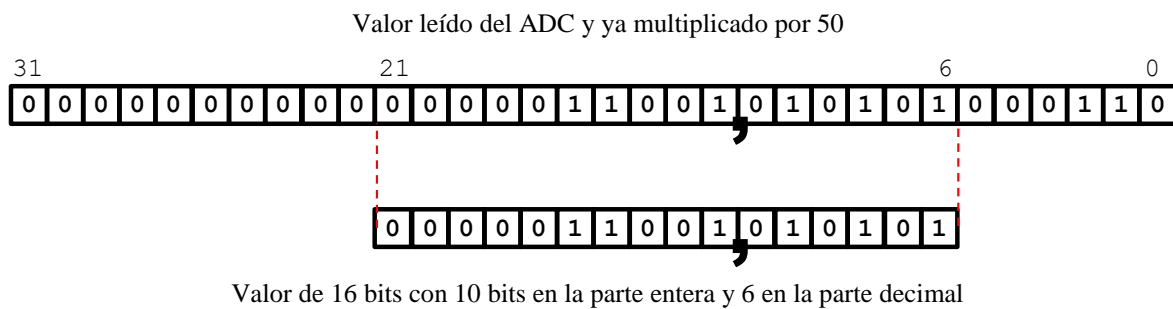 Valor leído del ADC y ya multiplicado por 50
31 21 6 0
0 0 0 0 0 0 0 0 0 0 0 0 0 0 0 1 1 0 0 1 , 0 1 0 1 0 1 0 0 0 1 1 0
0 0 0 0 0 1 1 0 0 1 , 0 1 0 1 0 1
Valor de 16 bits con 10 bits en la parte entera y 6 en la parte decimal